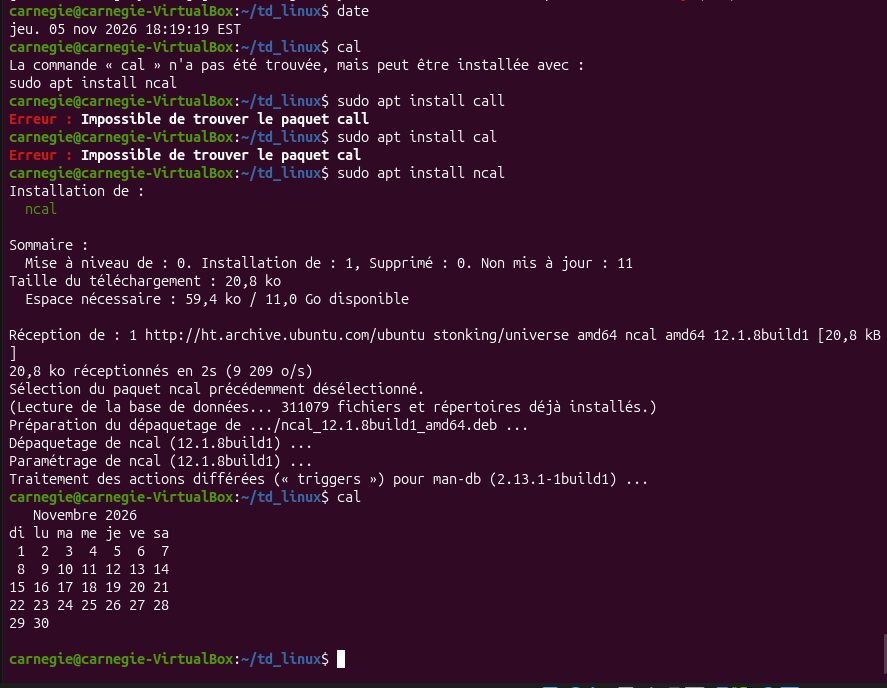 carnegie@carnegie-VirtualBox:~/td_linux$ date
jeu. 05 nov 2026 18:19:19 EST
carnegie@carnegie-VirtualBox:~/td_linux$ cal
La commande « cal » n'a pas été trouvée, mais peut être installée avec :
sudo apt install ncal
carnegie@carnegie-VirtualBox:~/td_linux$ sudo apt install call
Erreur : Impossible de trouver le paquet call
carnegie@carnegie-VirtualBox:~/td_linux$ sudo apt install cal
Erreur : Impossible de trouver le paquet cal
carnegie@carnegie-VirtualBox:~/td_linux$ sudo apt install ncal
Installation de :
  ncal

Sommaire :
  Mise à niveau de : 0. Installation de : 1, Supprimé : 0. Non mis à jour : 11
Taille du téléchargement : 20,8 ko
  Espace nécessaire : 59,4 ko / 11,0 Go disponible

Réception de : 1 http://ht.archive.ubuntu.com/ubuntu stonking/universe amd64 ncal amd64 12.1.8build1 [20,8 kB
]
20,8 ko réceptionnés en 2s (9 209 o/s)
Sélection du paquet ncal précédemment désélectionné.
(Lecture de la base de données... 311079 fichiers et répertoires déjà installés.)
Préparation du dépaquetage de .../ncal_12.1.8build1_amd64.deb ...
Dépaquetage de ncal (12.1.8build1) ...
Paramétrage de ncal (12.1.8build1) ...
Traitement des actions différées (« triggers ») pour man-db (2.13.1-1build1) ...
carnegie@carnegie-VirtualBox:~/td_linux$ cal
   Novembre 2026
di lu ma me je ve sa
 1  2  3  4  5  6  7
 8  9 10 11 12 13 14
15 16 17 18 19 20 21
22 23 24 25 26 27 28
29 30

carnegie@carnegie-VirtualBox:~/td_linux$